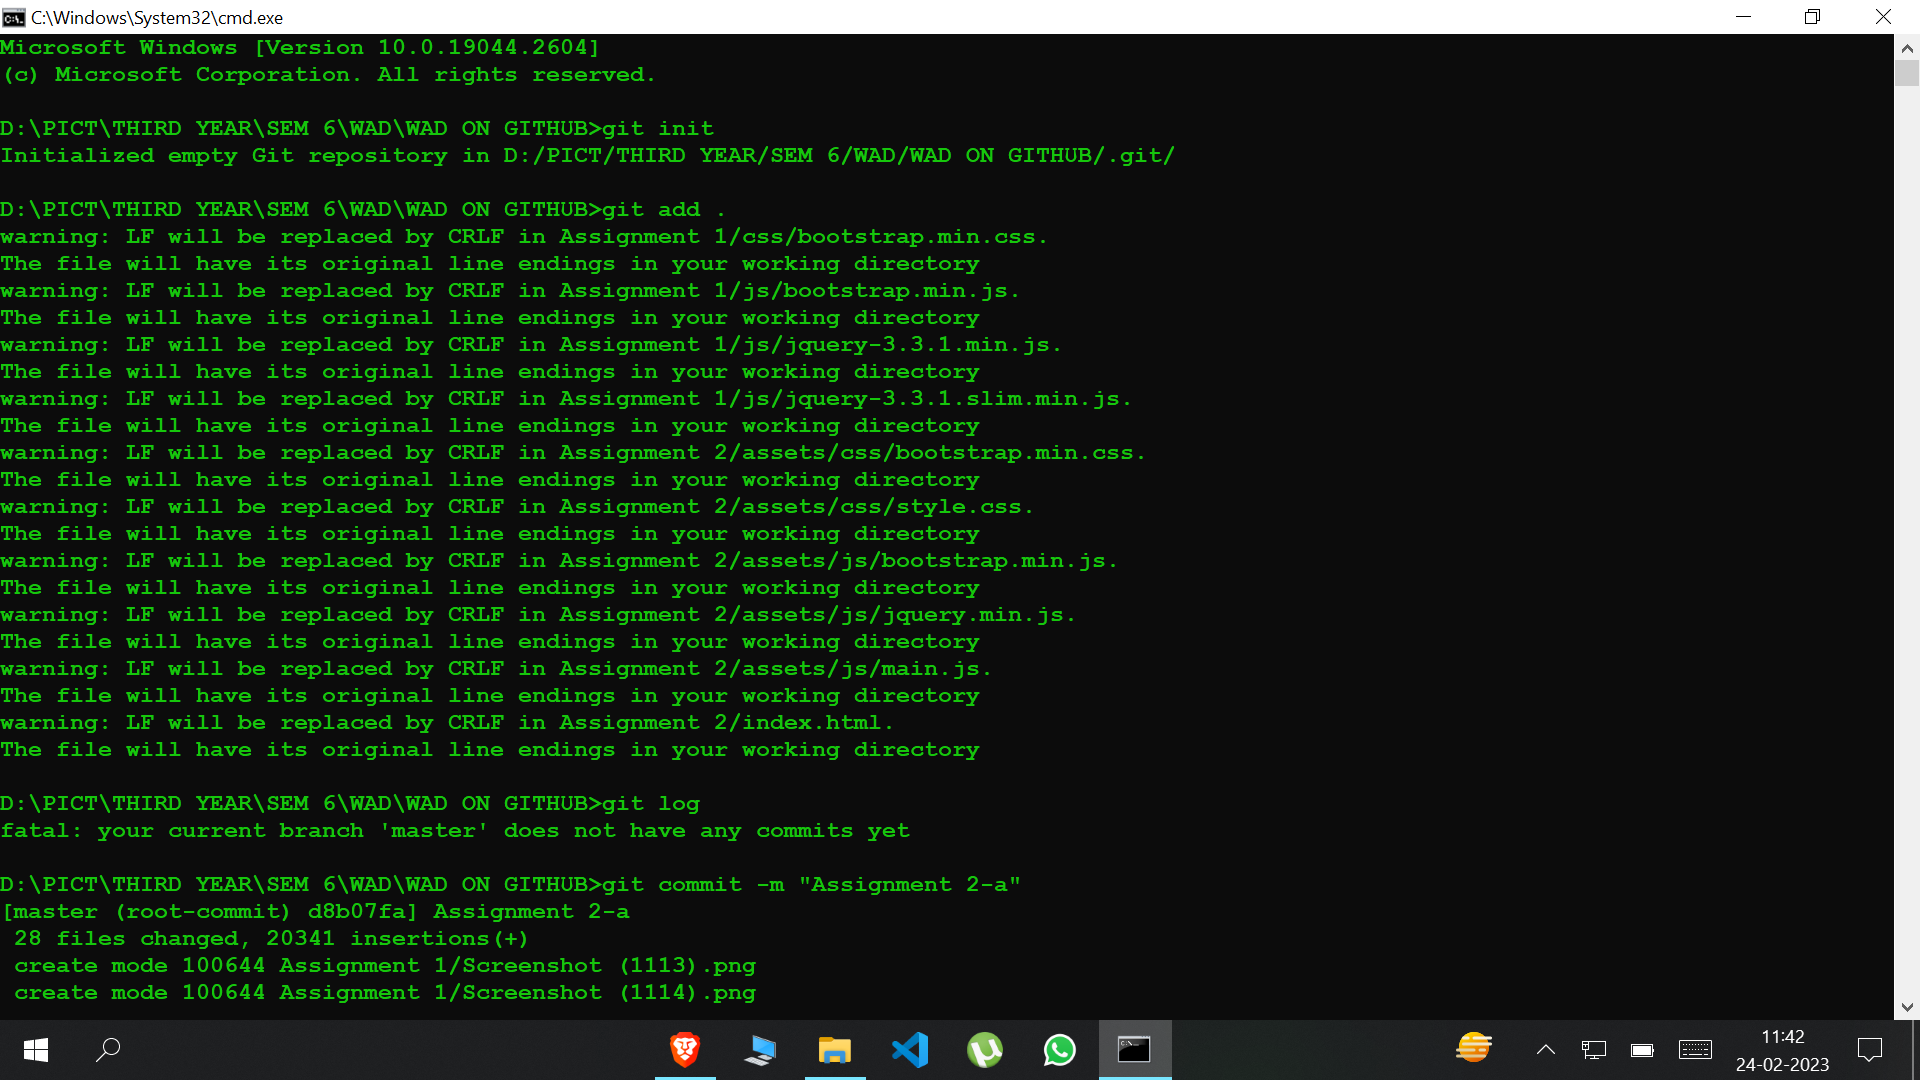 C:\Windows\System32\cmd.exe
Microsoft Windows [Version 10.0.19044.2604]
(c) Microsoft Corporation. All rights reserved.
D:\PICT\THIRD YEAR\SEM 6\WAD\WAD ON GITHUB>git init
Initialized empty Git repository in D:/PICT/THIRD YEAR/SEM 6/WAD/WAD ON GITHUB/.git/
D:\PICT\THIRD YEAR\SEM 6\WAD\WAD ON GITHUB>git add .
warning: LF will be replaced by CRLF in Assignment 1/css/bootstrap.min.css.
The file will have its original line endings in your working directory
warning: LF will be replaced by CRLF in Assignment 1/js/bootstrap.min.js.
The file will have its original line endings in your working directory
warning: LF will be replaced by CRLF in Assignment 1/js/jquery-3.3.1.min.js.
The file will have its original line endings in your working directory
warning: LF will be replaced by CRLF in Assignment 1/js/jquery-3.3.1.slim.min.js.
The file will have its original line endings in your working directory
warning: LF will be replaced by CRLF in Assignment 2/assets/css/bootstrap.min.css.
The file will have its original line endings in your working directory
warning: LF will be replaced by CRLF in Assignment 2/assets/css/style.css.
The file will have its original line endings in your working directory
warning: LF will be replaced by CRLF in Assignment 2/assets/js/bootstrap.min.js.
The file will have its original line endings in your working directory
warning: LF will be replaced by CRLF in Assignment 2/assets/js/jquery.min.js.
The file will have its original line endings in your working directory
warning: LF will be replaced by CRLF in Assignment 2/assets/js/main.js.
The file will have its original line endings in your working directory
warning: LF will be replaced by CRLF in Assignment 2/index.html.
The file will have its original line endings in your working directory
D:\PICT\THIRD YEAR\SEM 6\WAD\WAD ON GITHUB>git log
fatal: your current branch 'master' does not have any commits yet
D:\PICT\THIRD YEAR\SEM 6\WAD\WAD ON GITHUB>git commit -m "Assignment 2-a"
[master (root-commit) d8b07fa] Assignment 2-a
 28 files changed, 20341 insertions(+)
 create mode 100644 Assignment 1/Screenshot (1113).png
 create mode 100644 Assignment 1/Screenshot (1114).png
11:42
24-02-2023